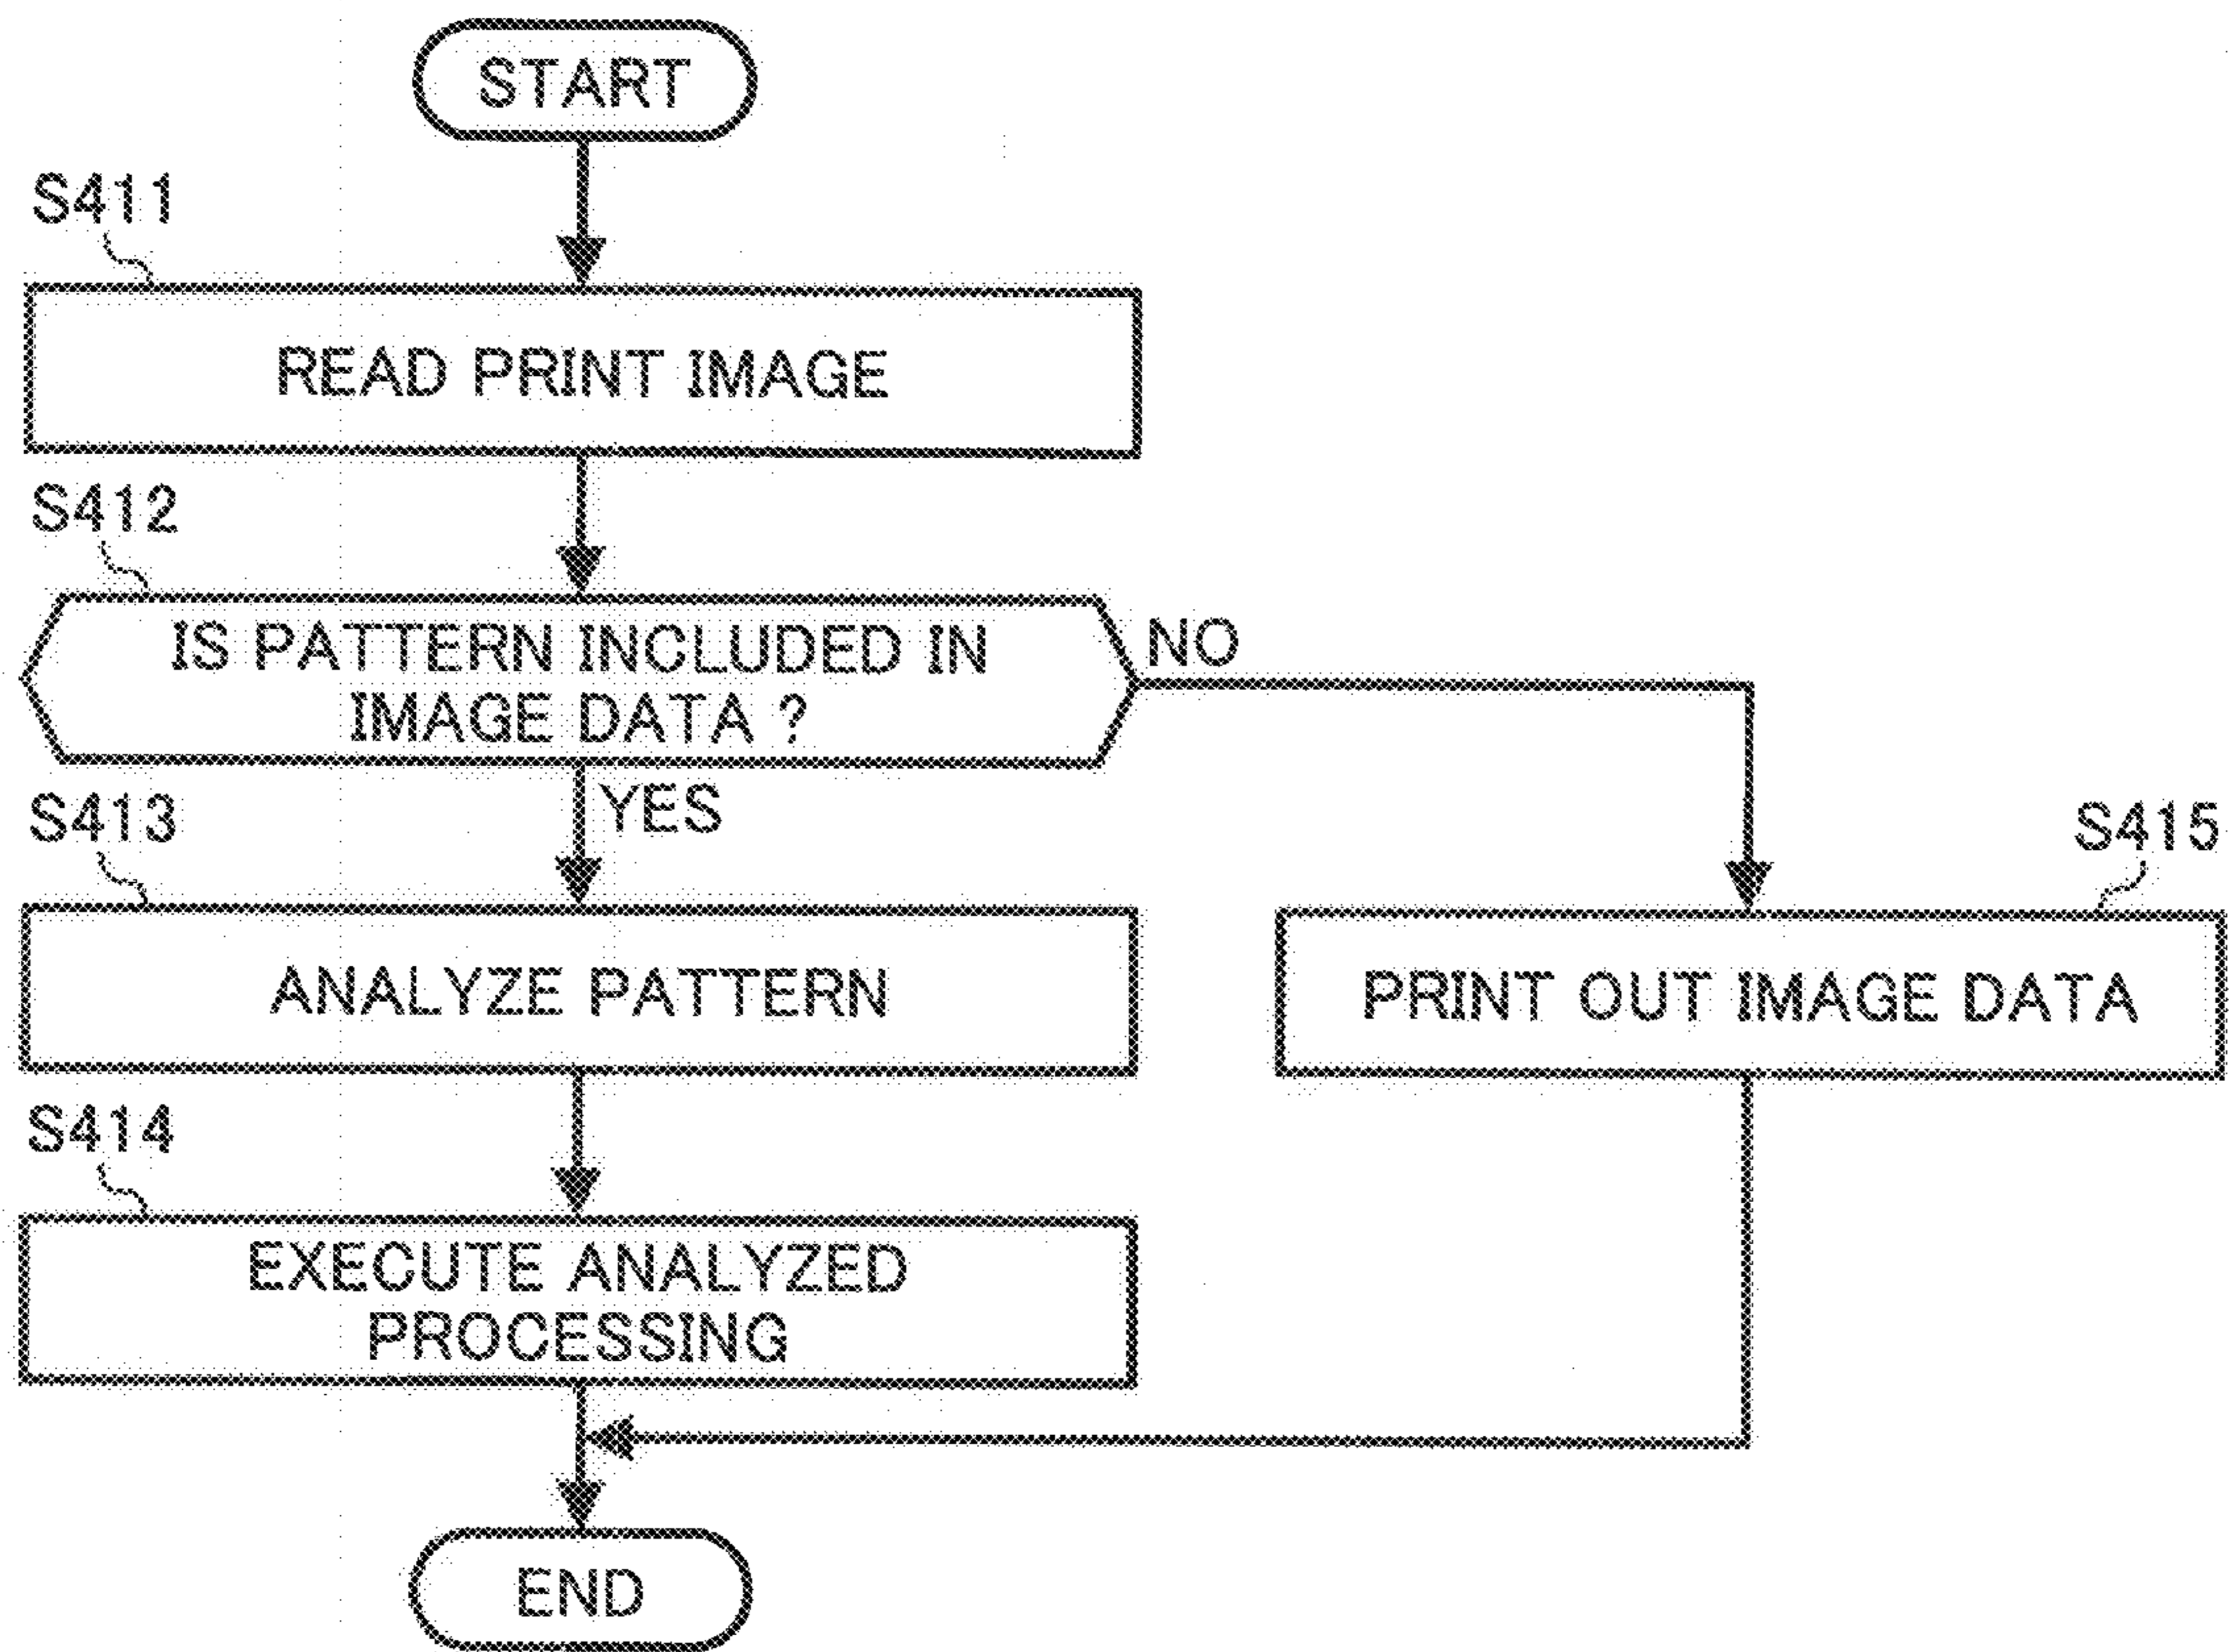 START
S411
READ PRINT IMAGE
S412
IS PATTERN INCLUDED IN
IMAGE DATA ?
NO
YES
S413
ANALYZE PATTERN
S415
PRINT OUT IMAGE DATA
S414
EXECUTE ANALYZED
PROCESSING
END